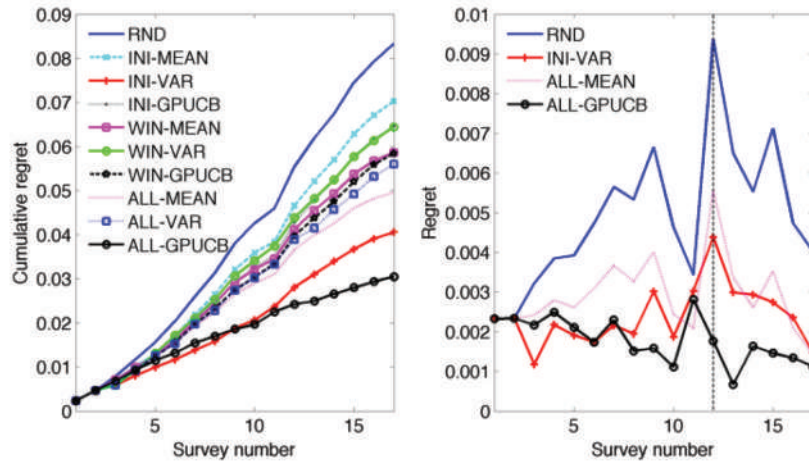 0.09
0.08
0.07
0.06
0.05
0.04
0.03
0.02
0.01
0
Cumulative regret
RND
INI-MEAN
INI-VAR
INI-GPUCB
WIN-MEAN
WIN-VAR
WIN-GPUCB
ALL-MEAN
ALL-VAR
ALL-GPUCB
5
10
15
Survey number
0.01
0.009
0.008
0.007
0.006
0.005
0.004
0.003
0.002
0.001
0
Regret
RND
INI-VAR
ALL-MEAN
ALL-GPUCB
5
10
15
Survey number